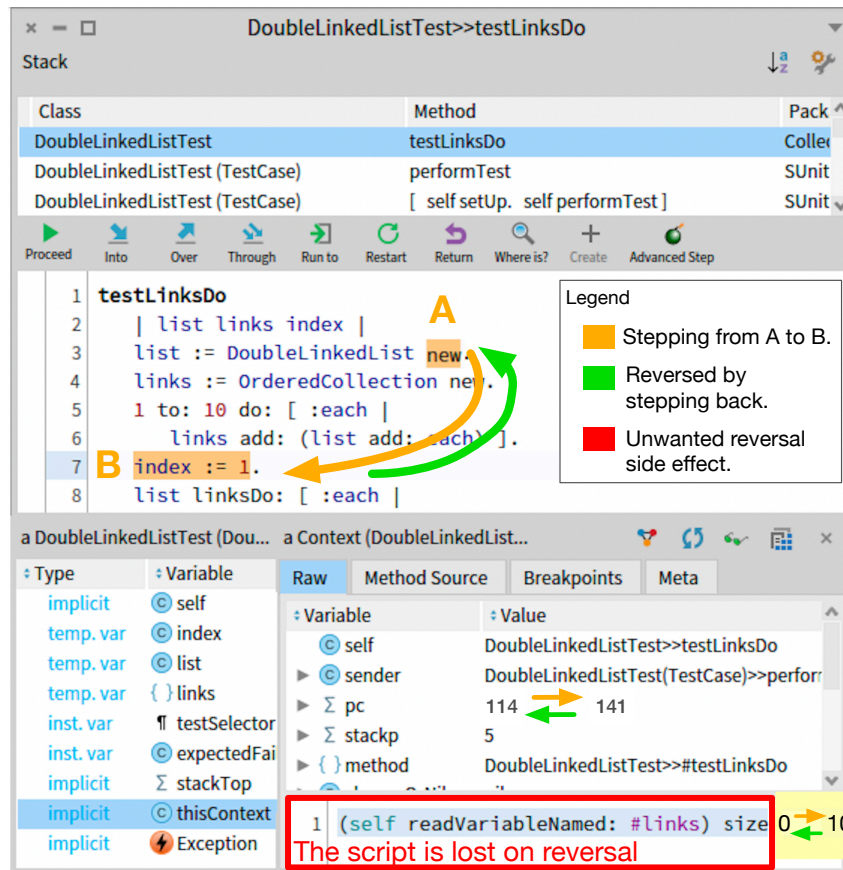 DoubleLinkedListTest>>testLinksDo
Stack
Class Method Pack
DoubleLinkedListTest testLinksDo Collec
DoubleLinkedListTest (TestCase) performTest SUnit
DoubleLinkedListTest (TestCase) [ self setUp. self performTest ] SUnit
Proceed Into Over Through Run to Restart Return Where is? Create Advanced Step
1 testLinksDo
2 | list links index |
3 list := DoubleLinkedList new.
4 links := OrderedCollection new.
5 1 to: 10 do: [ :each |
6 links add: (list add: each) ].
7 index := 1.
8 list linksDo: [ :each |
A
B
Legend
Stepping from A to B.
Reversed by
stepping back.
Unwanted reversal
side effect.
a DoubleLinkedListTest (Dou...
Type Variable
implicit self
temp. var index
temp. var list
temp. var { } links
inst. var ¶ testSelector
inst. var expectedFai
implicit Σ stackTop
implicit thisContext
implicit Exception
a Context (DoubleLinkedList...
Raw Method Source Breakpoints Meta
Variable Value
self DoubleLinkedListTest>>testLinksDo
sender DoubleLinkedListTest(TestCase)>>perform
Σ pc 114 141
Σ stackp 5
{ } method DoubleLinkedListTest>>#testLinksDo
1 (self readVariableNamed: #links) size 0 10
The script is lost on reversal